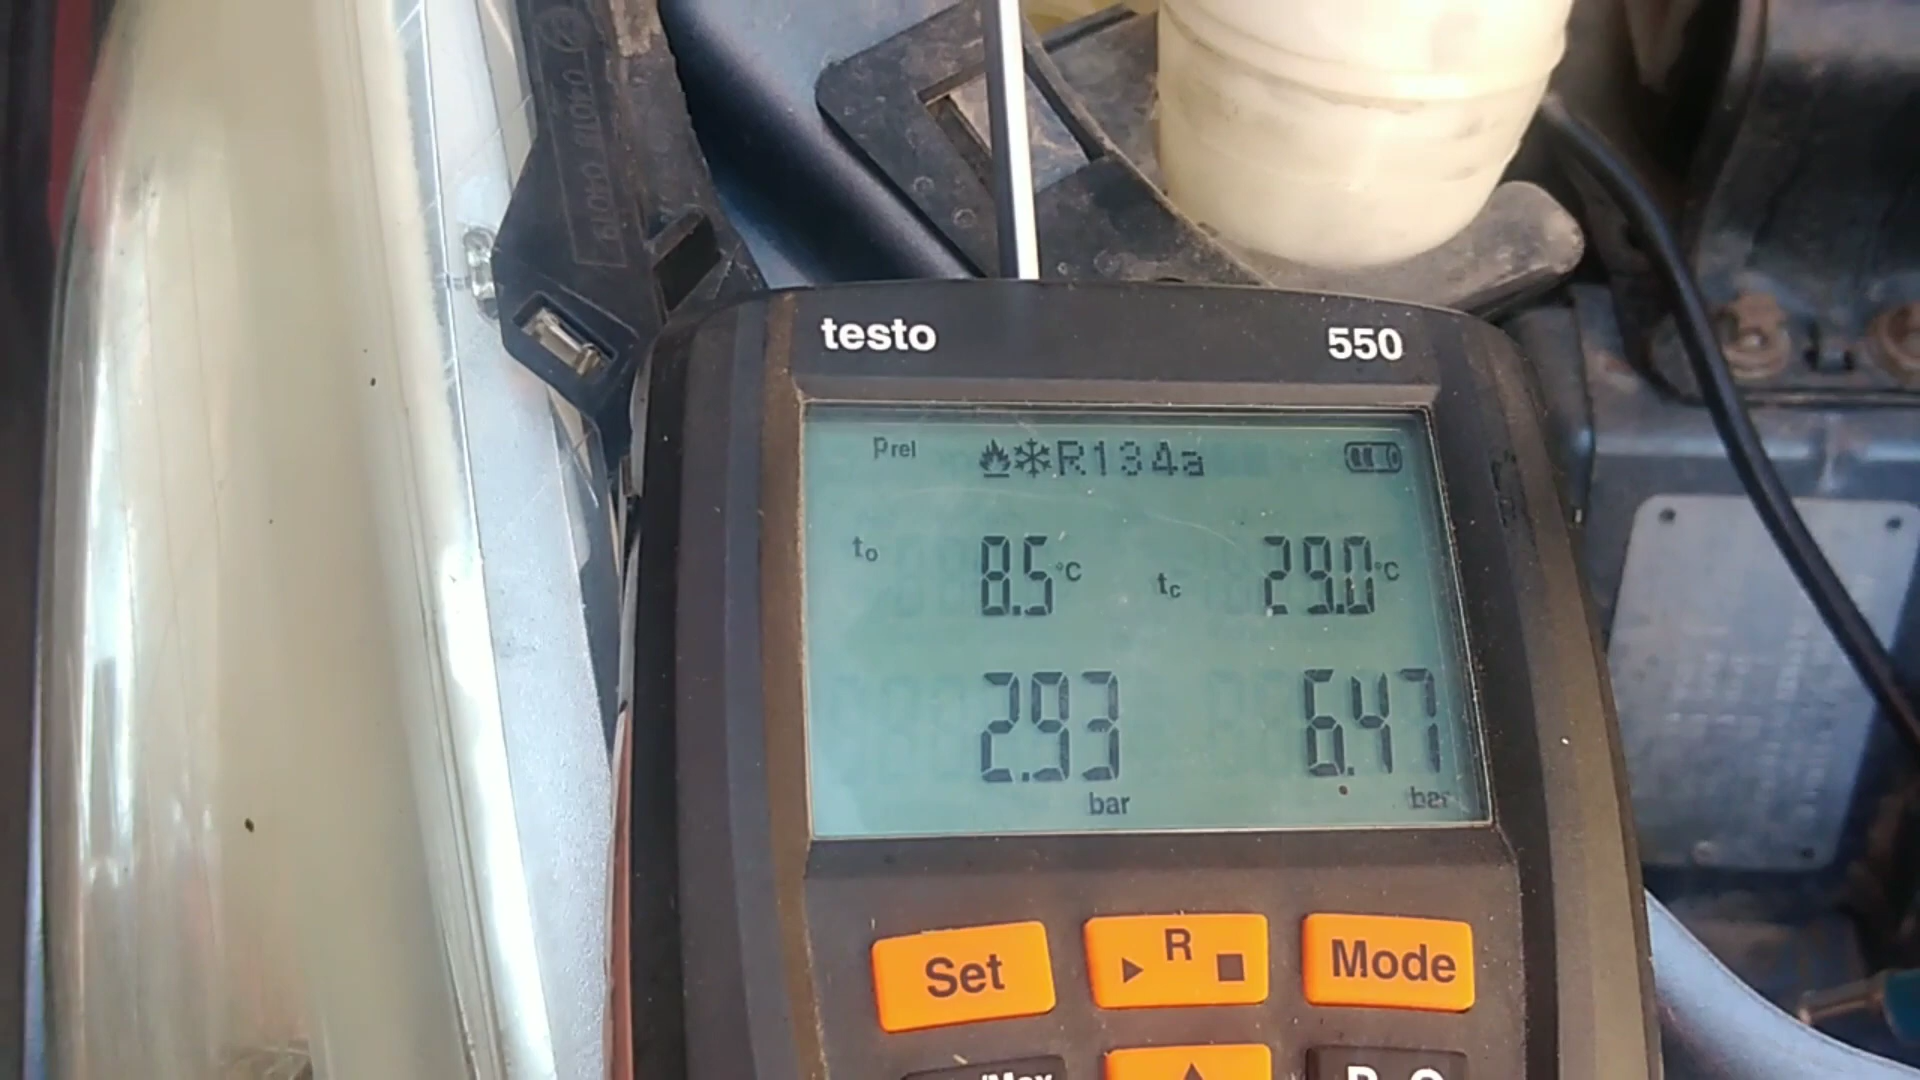 testo 550
Prel R134a
to 8.5 °C tc 29.0 °C
2.93 6.47
bar bar
Set R Mode